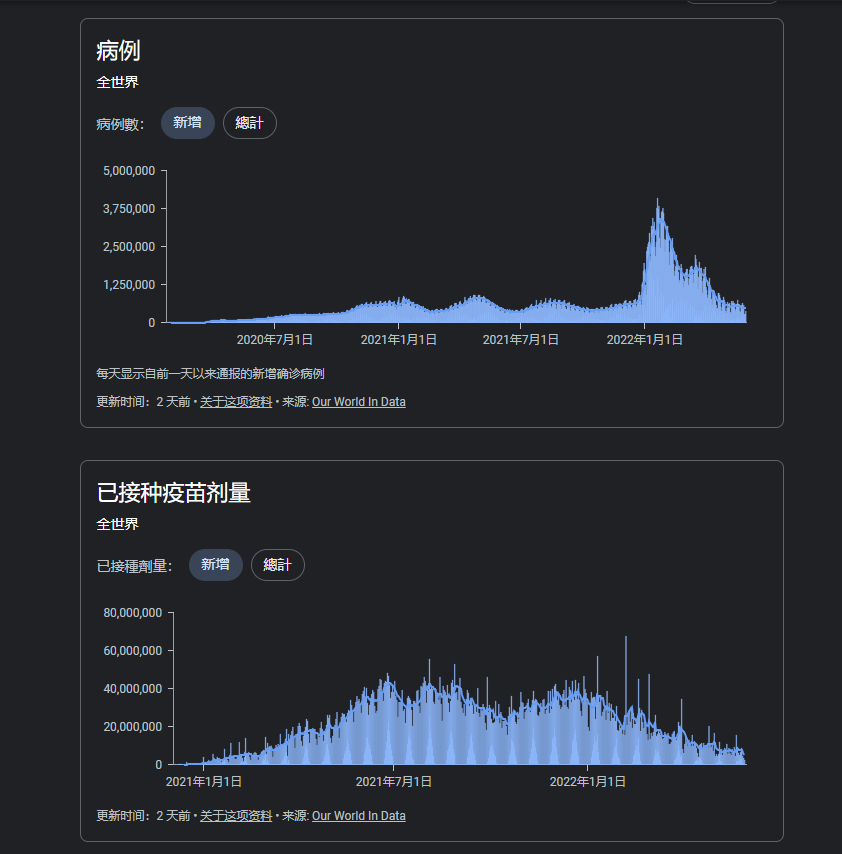 病例
全世界
病例數： 新增 總計
5,000,000
3,750,000
2,500,000
1,250,000
0
2020年7月1日 2021年1月1日 2021年7月1日 2022年1月1日
每天显示自前一天以来通报的新增确诊病例
更新时间：2 天前 • 关于这项资料 • 来源: Our World In Data
已接种疫苗剂量
全世界
已接種劑量： 新增 總計
80,000,000
60,000,000
40,000,000
20,000,000
0
2021年1月1日 2021年7月1日 2022年1月1日
更新时间：2 天前 • 关于这项资料 • 来源: Our World In Data